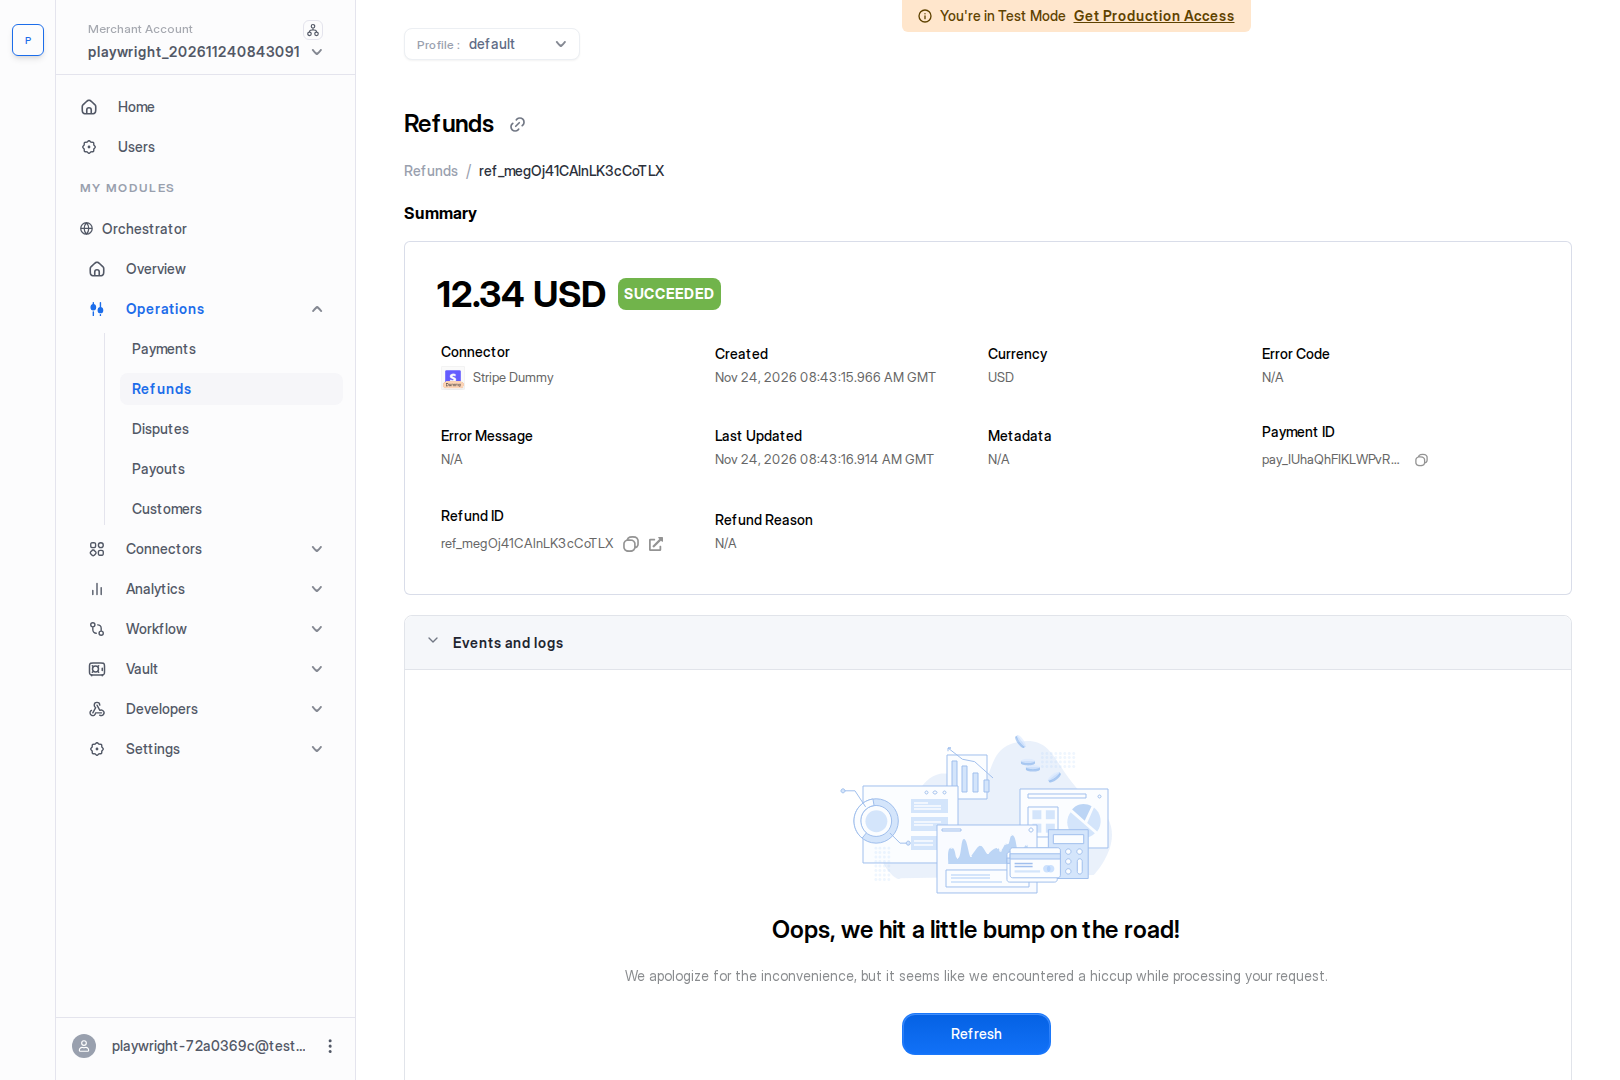 You're in Test Mode Get Production Access
P
Merchant Account
playwright_202611240843091
Profile : default
Home
Users
MY MODULES
Orchestrator
Overview
Operations
Payments
Refunds
Disputes
Payouts
Customers
Connectors
Analytics
Workflow
Vault
Developers
Settings
playwright-72a0369c@test...
Refunds
Refunds / ref_megOj41CAlnLK3cCoTLX
Summary
12.34 USD SUCCEEDED
Connector
Stripe Dummy
Created
Nov 24, 2026 08:43:15.966 AM GMT
Currency
USD
Error Code
N/A
Error Message
N/A
Last Updated
Nov 24, 2026 08:43:16.914 AM GMT
Metadata
N/A
Payment ID
pay_IUhaQhFIKLWPvR...
Refund ID
ref_megOj41CAlnLK3cCoTLX
Refund Reason
N/A
Events and logs
Oops, we hit a little bump on the road!
We apologize for the inconvenience, but it seems like we encountered a hiccup while processing your request.
Refresh